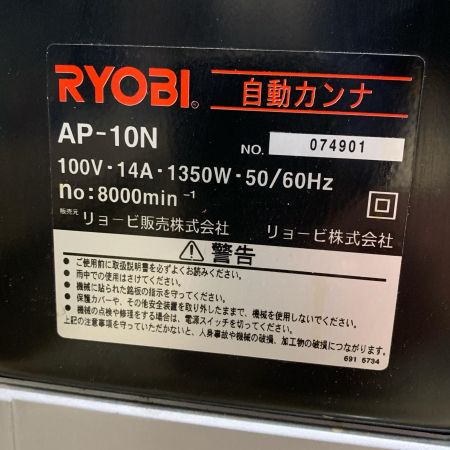 RYOBI® 自動カンナ
AP-10N NO. 074901
100V・14A・1350W・50/60Hz
no:8000min⁻¹
販売元 リョービ販売株式会社 リョービ株式会社
⚠警告
● ご使用前に取扱説明書を必ずよくお読みください。
● 雨中での使用はさけてください。
● 機械に貼られた銘板の指示を守ってください。
● 保護カバーや、その他安全装置を取り外したままで、機械を使用しないでください。
● 機械の点検や修理をする場合は、電源スイッチを切ってください。
上記の注意事項を守っていただかないと、人身事故や機械の破損、加工物の破損につながります。
691 6734